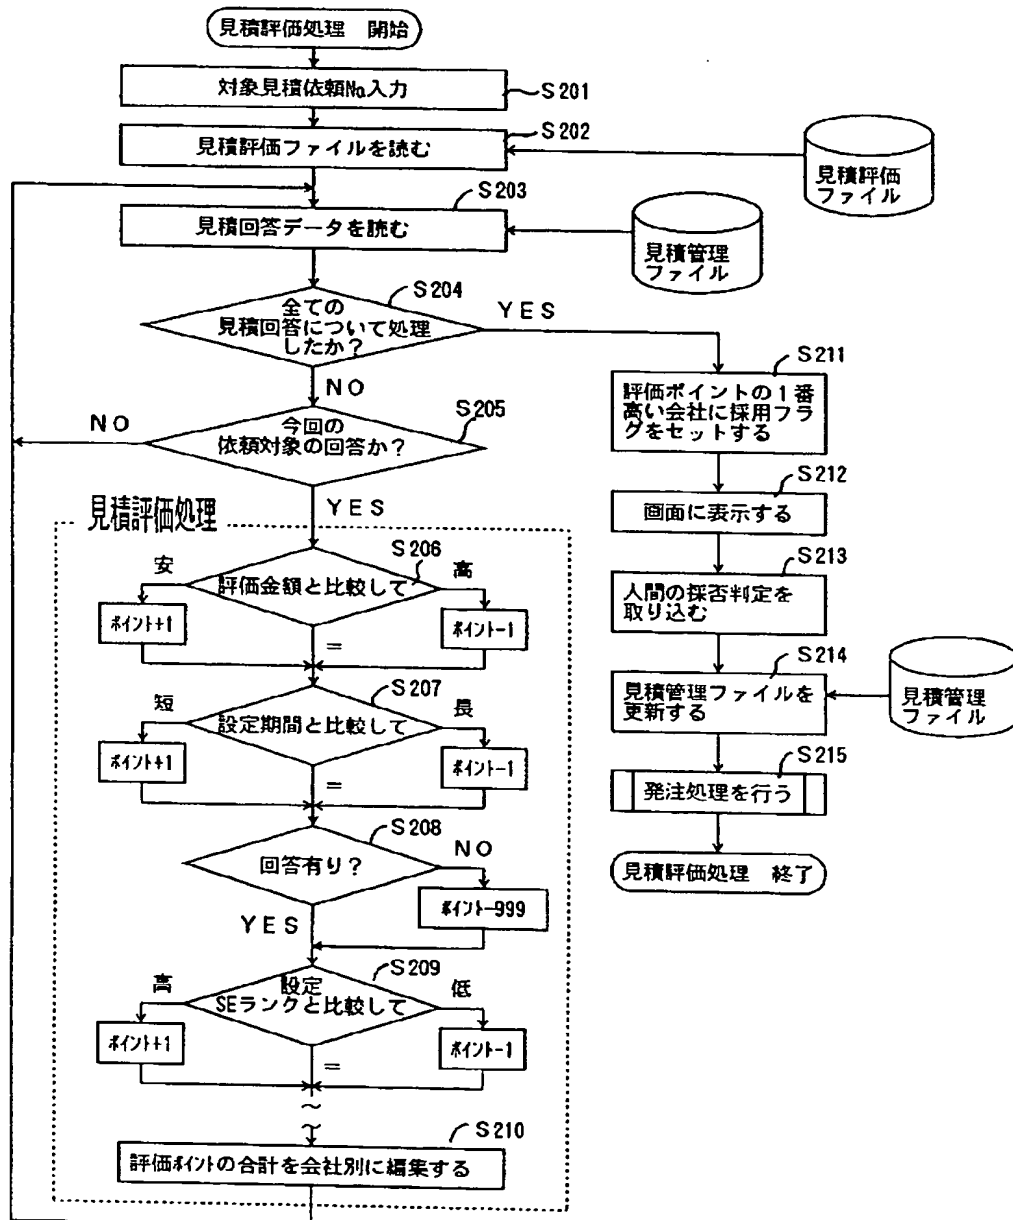 見積評価処理 開始
対象見積依頼No入力
S201
見積評価ファイルを読む
S202
見積評価
ファイル
見積回答データを読む
S203
見積管理
ファイル
全ての
見積回答について処理
したか？
S204
YES
NO
今回の
依頼対象の回答か？
S205
NO
YES
見積評価処理
評価金額と比較して
S206
安
高
ポイント+1
ポイント-1
=
設定期間と比較して
S207
短
長
ポイント+1
ポイント-1
=
回答有り？
S208
NO
ポイント-999
YES
設定
SEランクと比較して
S209
高
低
ポイント+1
ポイント-1
=
～
～
評価ポイントの合計を会社別に編集する
S210
評価ポイントの１番
高い会社に採用フラ
グをセットする
S211
画面に表示する
S212
人間の採否判定を
取り込む
S213
見積管理ファイルを
更新する
S214
見積管理
ファイル
発注処理を行う
S215
見積評価処理 終了